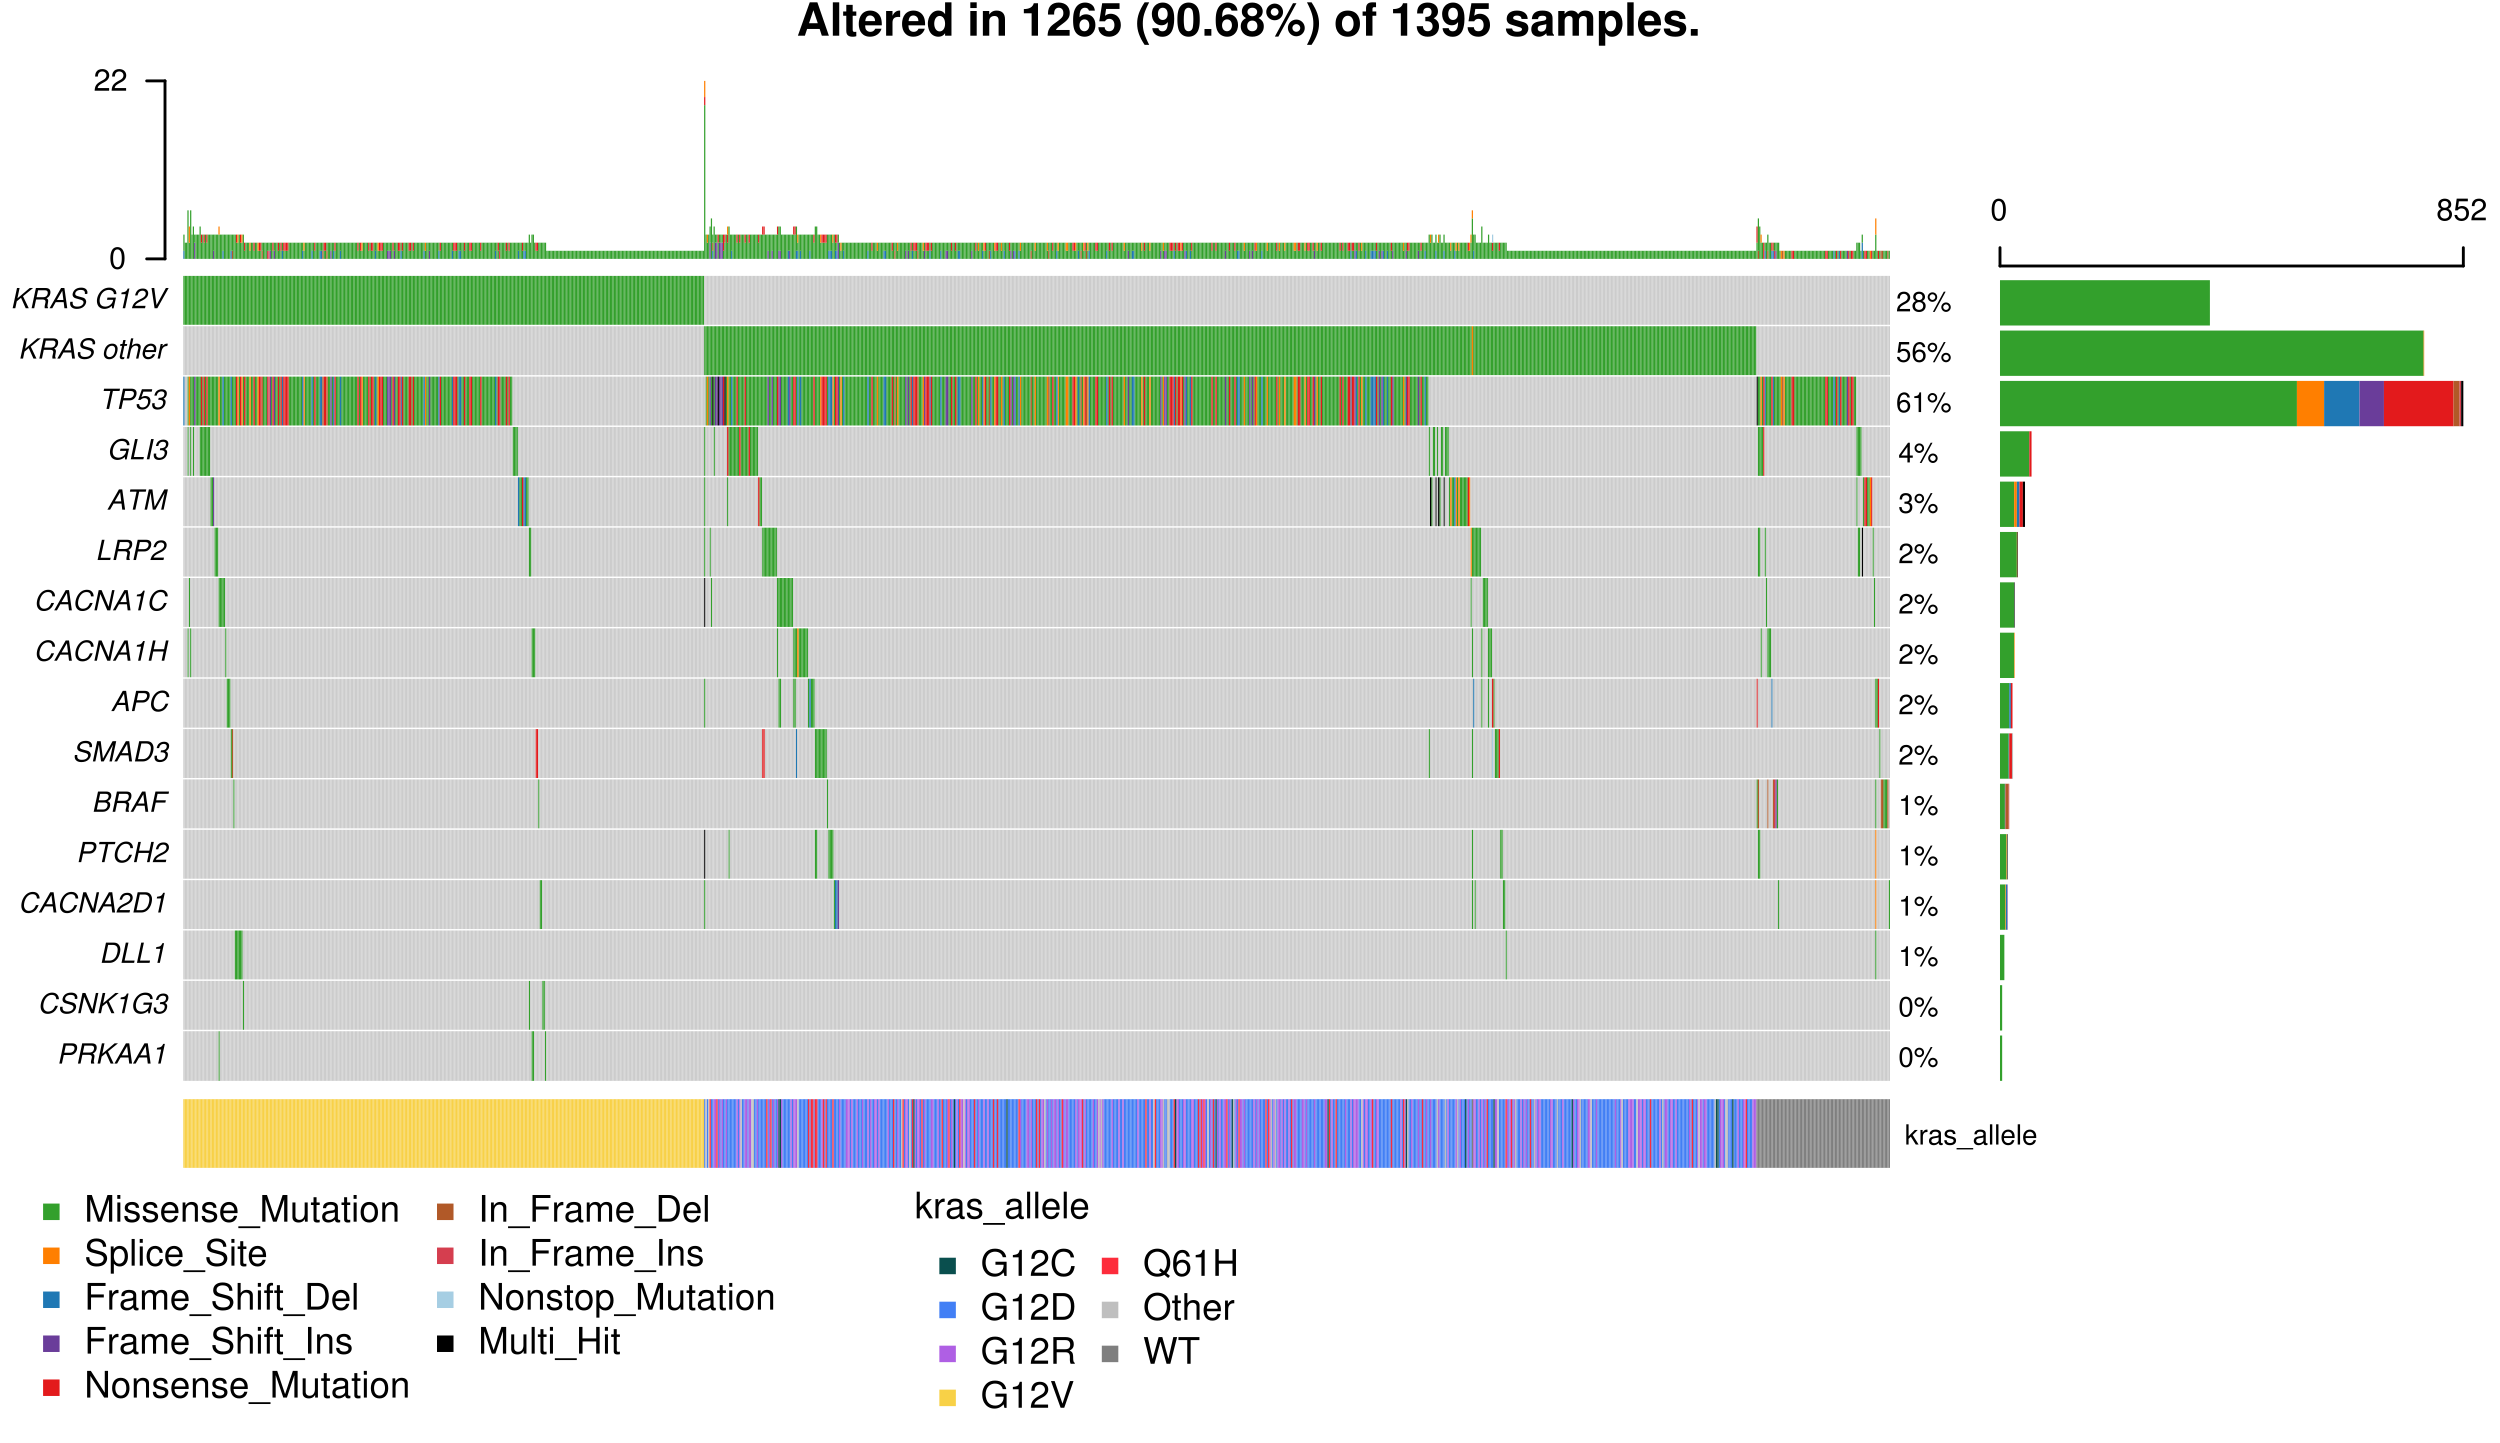 Altered in 1265 (90.68%) of 1395 samples.
22
0
0 852
KRAS G12V 28%
KRAS other 56%
TP53 61%
GLI3 4%
ATM 3%
LRP2 2%
CACNA1C 2%
CACNA1H 2%
APC 2%
SMAD3 2%
BRAF 1%
PTCH2 1%
CACNA2D1 1%
DLL1 1%
CSNK1G3 0%
PRKAA1 0%
kras_allele
Missense_Mutation
Splice_Site
Frame_Shift_Del
Frame_Shift_Ins
Nonsense_Mutation
In_Frame_Del
In_Frame_Ins
Nonstop_Mutation
Multi_Hit
kras_allele
G12C
G12D
G12R
G12V
Q61H
Other
WT